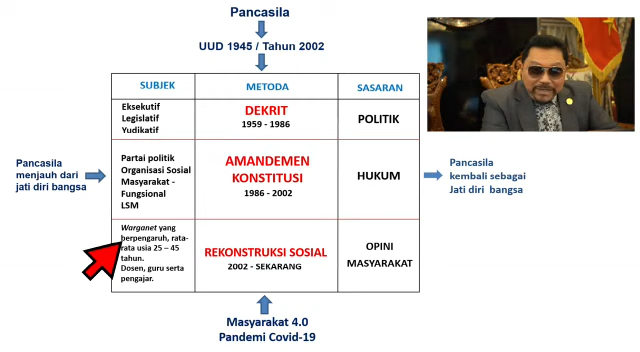 Pancasila
UUD 1945 / Tahun 2002
SUBJEK
METODA
SASARAN
Eksekutif
Legislatif
Yudikatif
DEKRIT
1959 - 1986
POLITIK
Pancasila
menjauh dari
jati diri bangsa
Partai politik
Organisasi Sosial
Masyarakat -
Fungsional
LSM
AMANDEMEN
KONSTITUSI
1986 - 2002
HUKUM
Pancasila
kembali sebagai
Jati diri bangsa
Warganet yang
berpengaruh, rata-
rata usia 25 – 45
tahun.
Dosen, guru serta
pengajar.
REKONSTRUKSI SOSIAL
2002 - SEKARANG
OPINI
MASYARAKAT
Masyarakat 4.0
Pandemi Covid-19